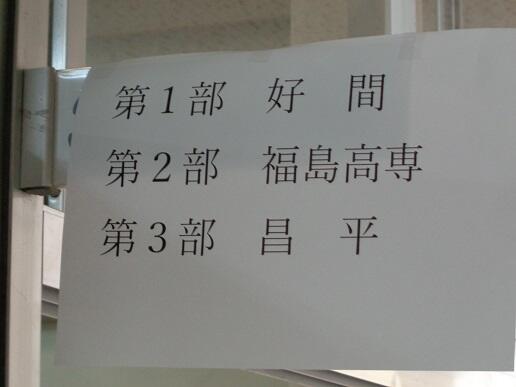 第１部　好　間
第２部　福島高専
第３部　昌　平